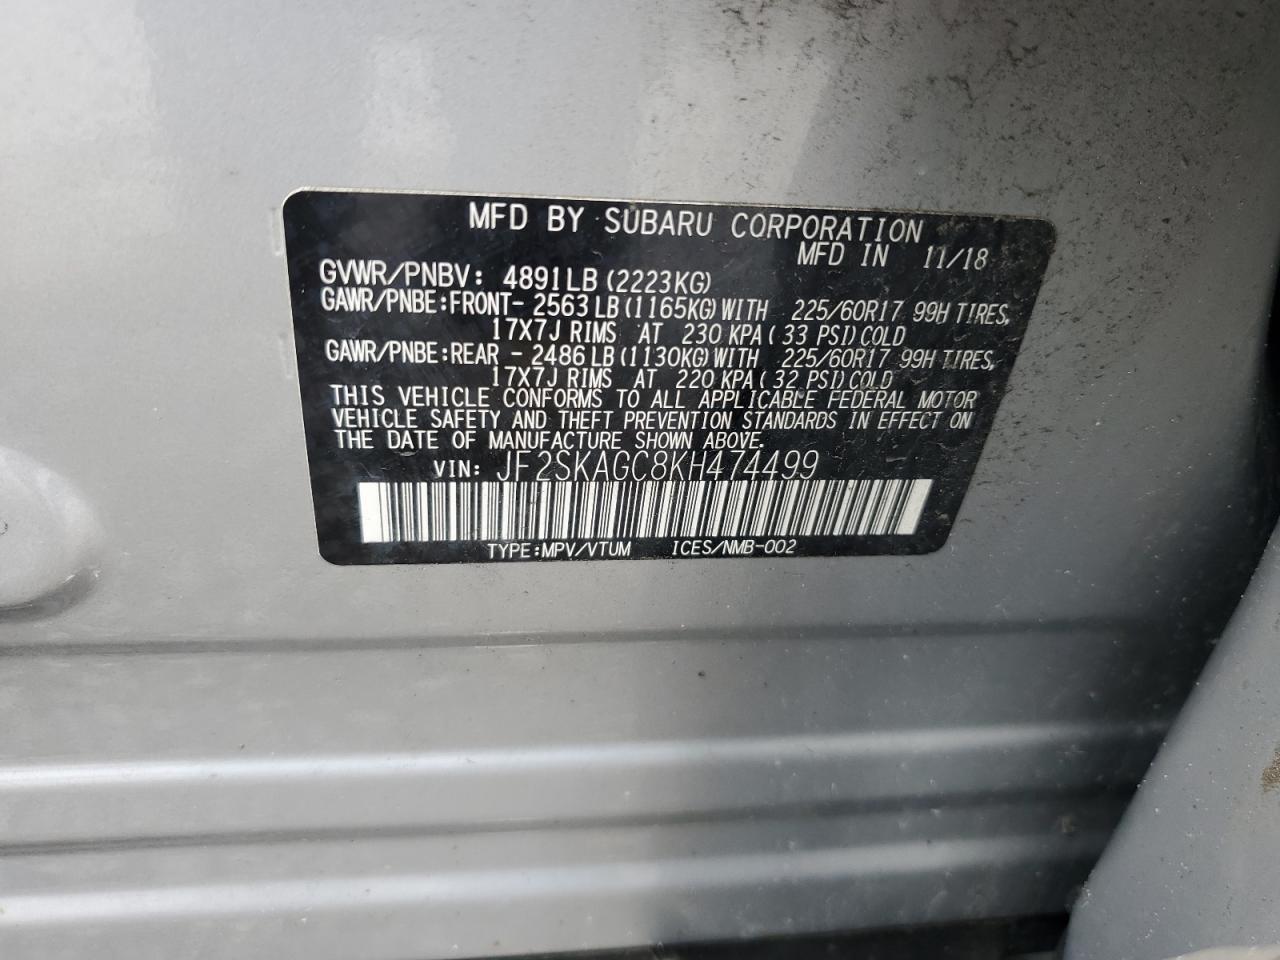 MFD BY SUBARU CORPORATION
MFD IN 11/18
GVWR/PNBV: 4891LB (2223KG)
GAWR/PNBE:FRONT- 2563 LB (1165KG) WITH 225/60R17 99H TIRES,
17X7J RIMS AT 230 KPA ( 33 PSI) COLD
GAWR/PNBE:REAR - 2486 LB (1130KG) WITH 225/60R17 99H TIRES,
17X7J RIMS AT 220 KPA ( 32 PSI) COLD
THIS VEHICLE CONFORMS TO ALL APPLICABLE FEDERAL MOTOR
VEHICLE SAFETY AND THEFT PREVENTION STANDARDS IN EFFECT ON
THE DATE OF MANUFACTURE SHOWN ABOVE.
VIN: JF2SKAGC8KH474499
TYPE:MPV/VTUM ICES/NMB-002